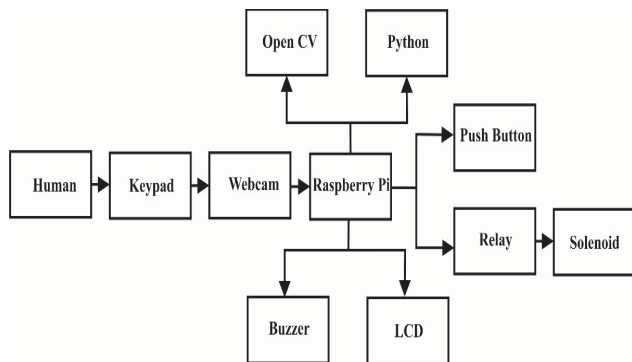 Open CV
Python
Push Button
Human
Keypad
Webcam
Raspberry Pi
Relay
Solenoid
Buzzer
LCD